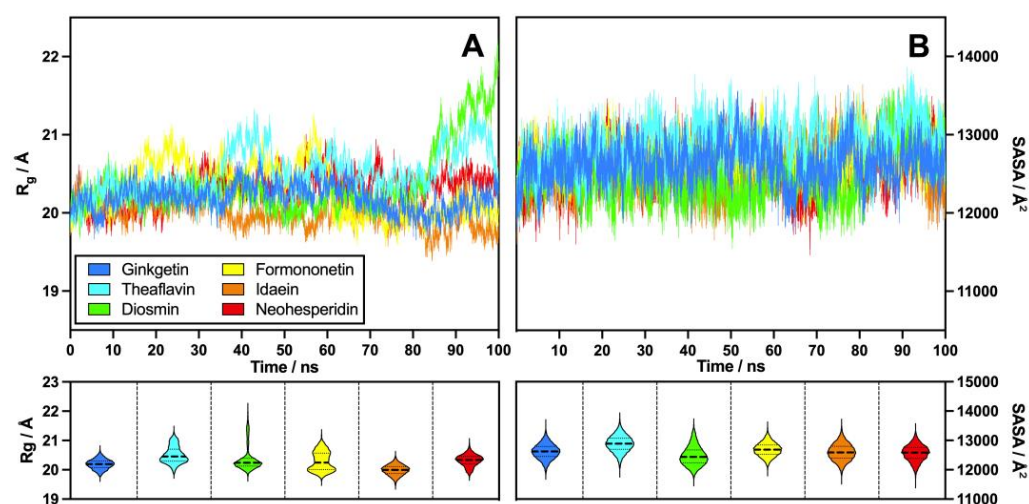 A
B
22
21
20
19
R_g / Å
14000
13000
12000
11000
SASA / Å²
Ginkgetin
Theaflavin
Diosmin
Formononetin
Idaein
Neohesperidin
0 10 20 30 40 50 60 70 80 90 100
Time / ns
10 20 30 40 50 60 70 80 90 100
Time / ns
23
22
21
20
19
Rg / Å
15000
14000
13000
12000
11000
SASA / Å²